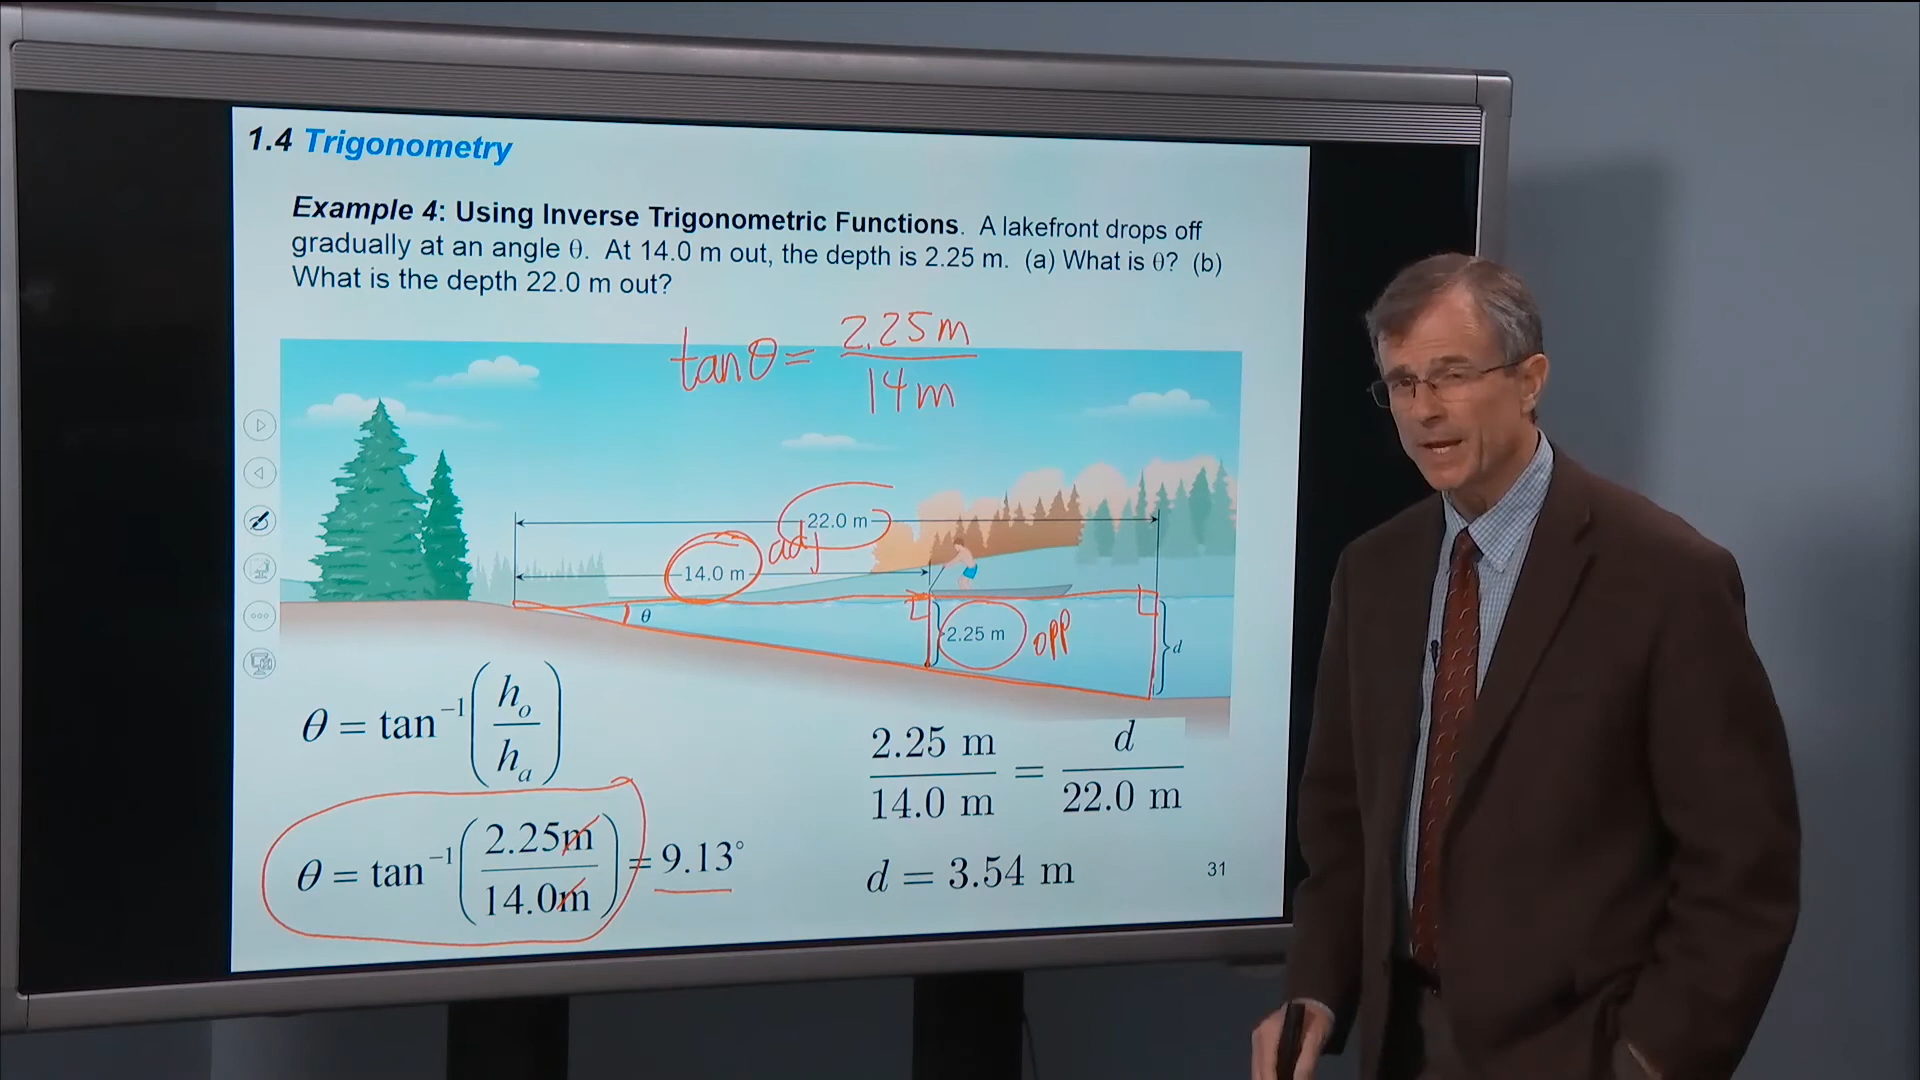 1.4 Trigonometry
Example 4: Using Inverse Trigonometric Functions. A lakefront drops off
gradually at an angle θ. At 14.0 m out, the depth is 2.25 m. (a) What is θ? (b)
What is the depth 22.0 m out?
tanθ = 2.25m / 14m
22.0 m
adj
14.0 m
θ
2.25 m
opp
d
θ = tan⁻¹(hₒ/hₐ)
2.25 m / 14.0 m = d / 22.0 m
θ = tan⁻¹(2.25m / 14.0m) = 9.13°
d = 3.54 m
31